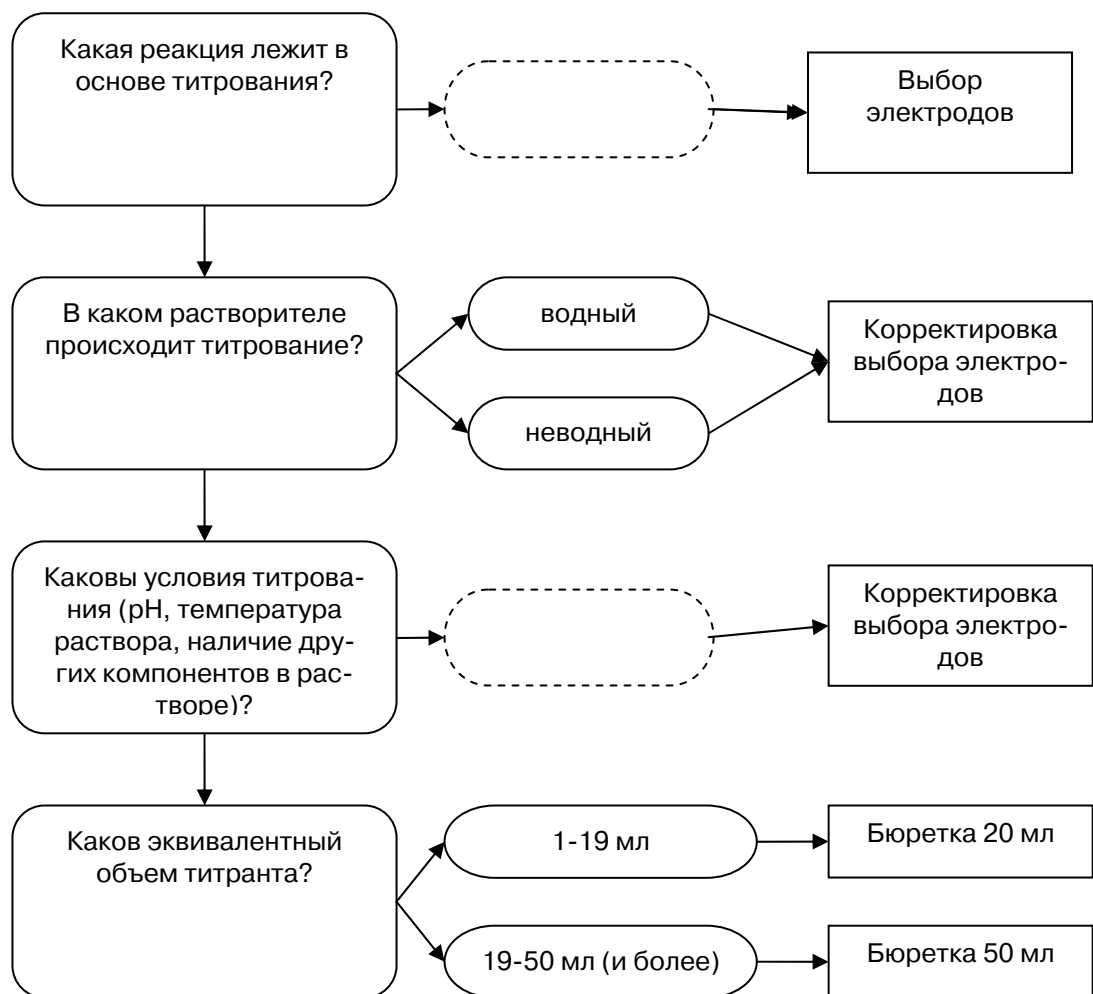 Какая реакция лежит в
основе титрования?
Выбор
электродов
В каком растворителе
происходит титрование?
водный
неводный
Корректировка
выбора электро-
дов
Каковы условия титрова-
ния (pH, температура
раствора, наличие дру-
гих компонентов в рас-
творе)?
Корректировка
выбора электро-
дов
Каков эквивалентный
объем титранта?
1-19 мл
Бюретка 20 мл
19-50 мл (и более)
Бюретка 50 мл